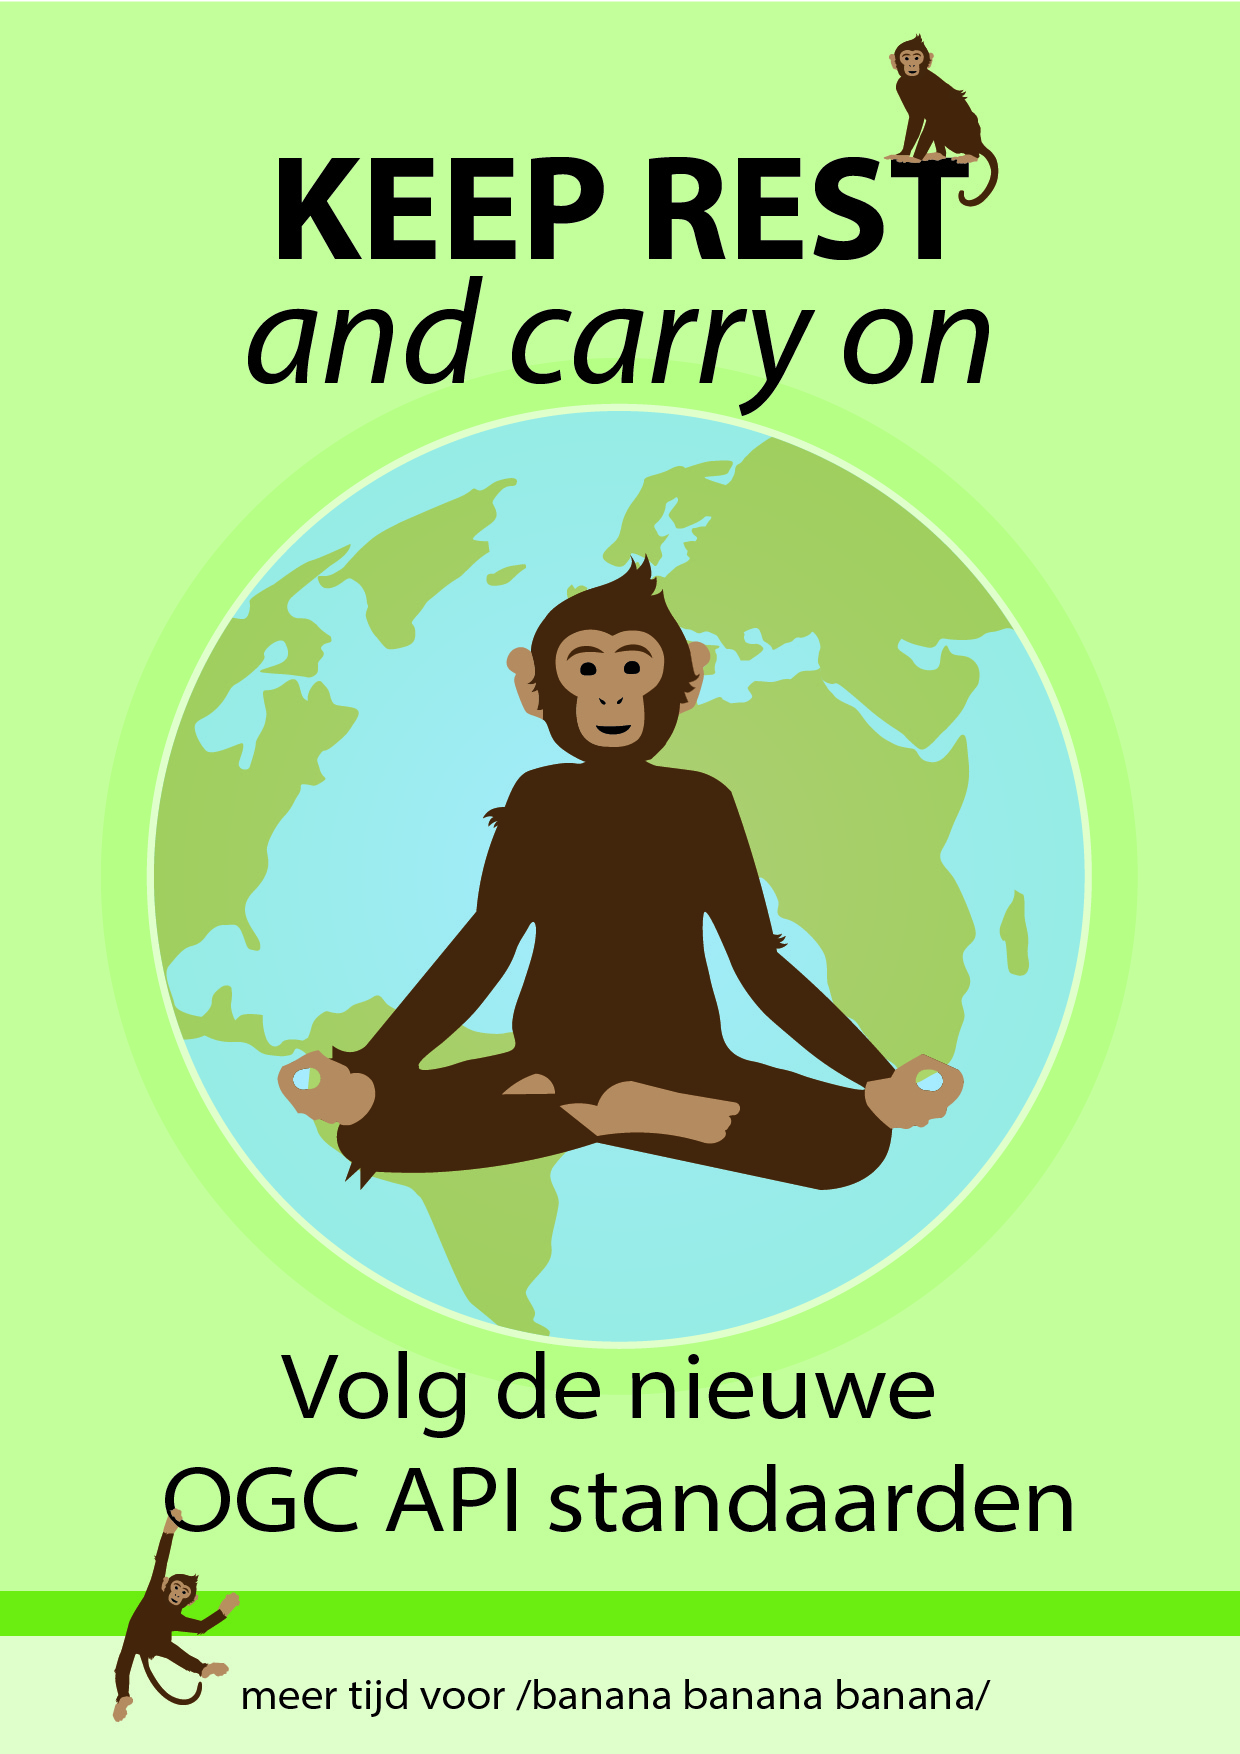 KEEP REST
and carry on
Volg de nieuwe
OGC API standaarden
meer tijd voor /banana banana banana/